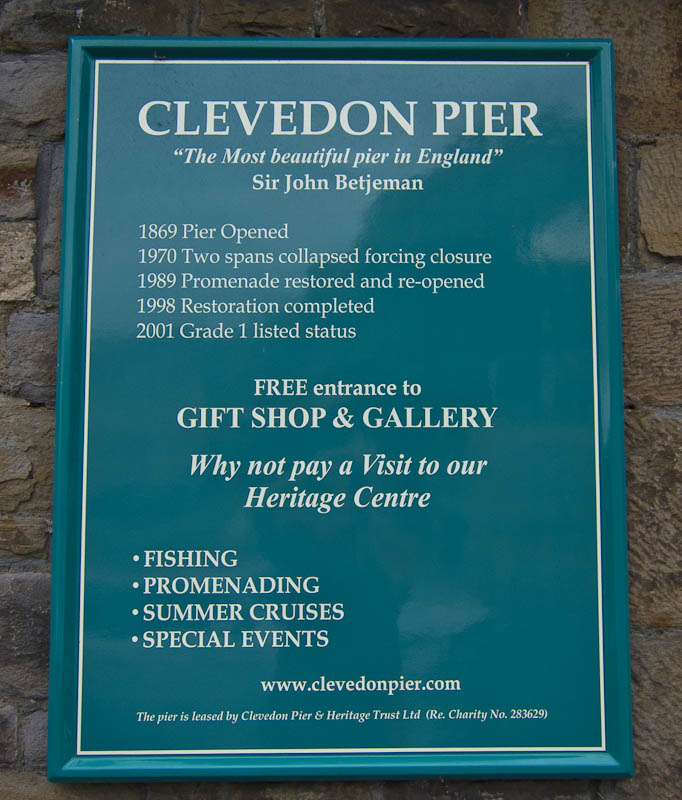 CLEVEDON PIER
“The Most beautiful pier in England”
Sir John Betjeman
1869 Pier Opened
1970 Two spans collapsed forcing closure
1989 Promenade restored and re-opened
1998 Restoration completed
2001 Grade 1 listed status
FREE entrance to
GIFT SHOP & GALLERY
Why not pay a Visit to our
Heritage Centre
• FISHING
• PROMENADING
• SUMMER CRUISES
• SPECIAL EVENTS
www.clevedonpier.com
The pier is leased by Clevedon Pier & Heritage Trust Ltd (Re. Charity No. 283629)